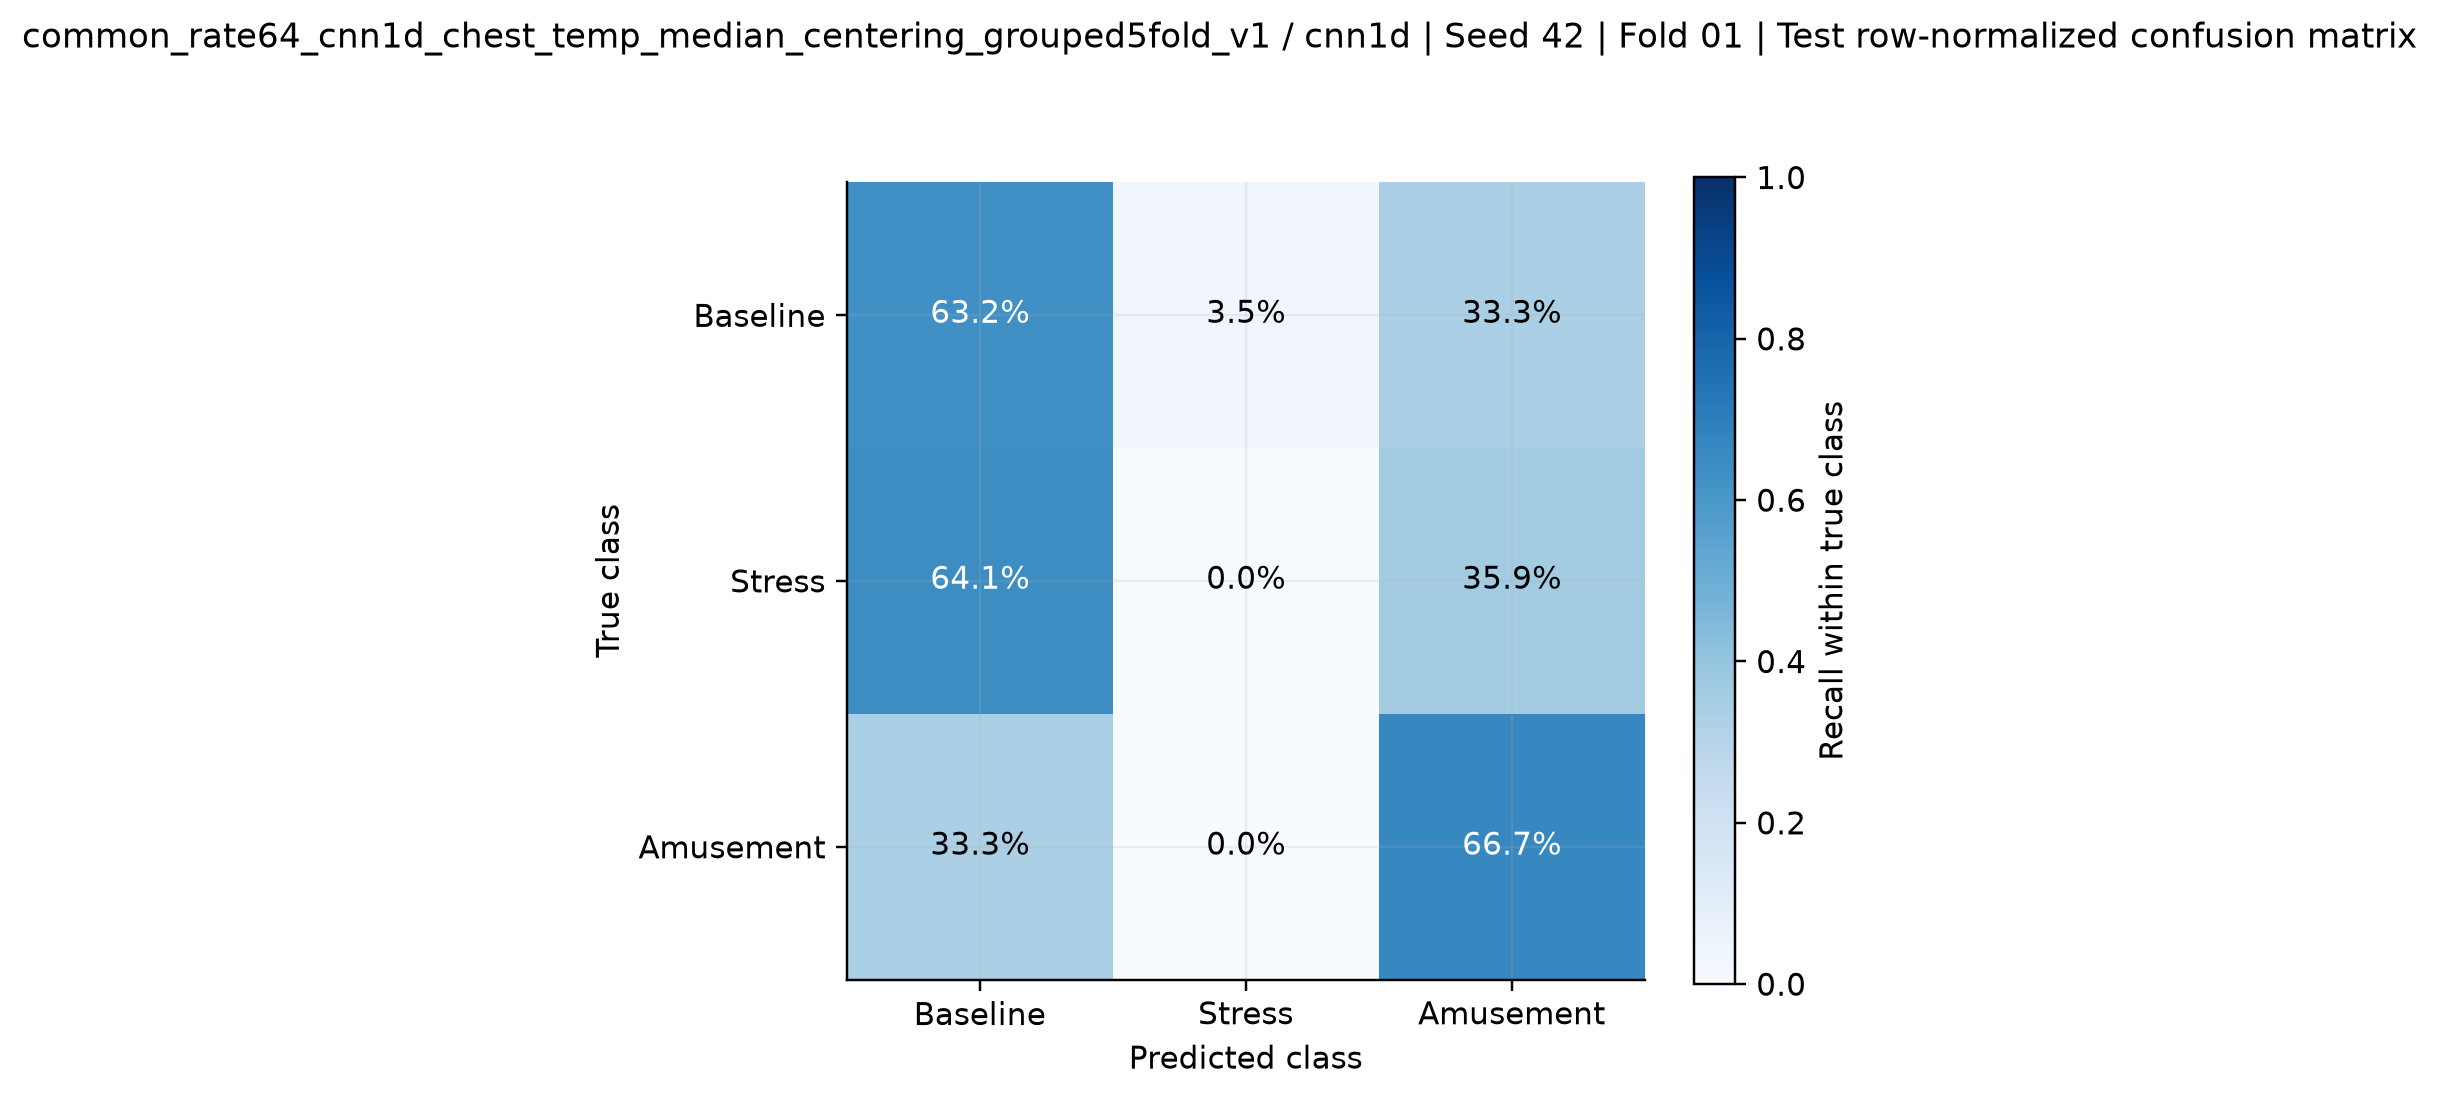 common_rate64_cnn1d_chest_temp_median_centering_grouped5fold_v1 / cnn1d | Seed 42 | Fold 01 | Test row-normalized confusion matrix
True class
Baseline
63.2%
3.5%
33.3%
Stress
64.1%
0.0%
35.9%
Amusement
33.3%
0.0%
66.7%
Baseline
Stress
Amusement
Predicted class
1.0
0.8
0.6
0.4
0.2
0.0
Recall within true class